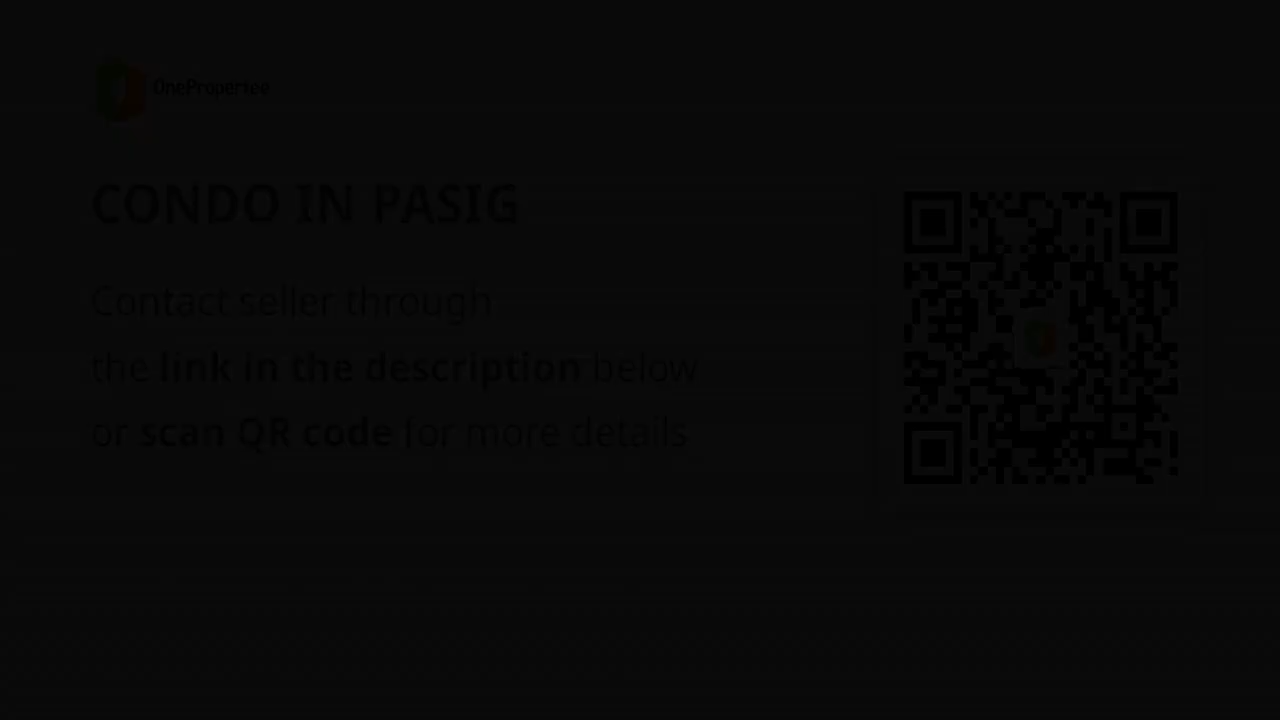 OnePropertee
CONDO IN PASIG
Contact seller through
the link in the description below
or scan QR code for more details